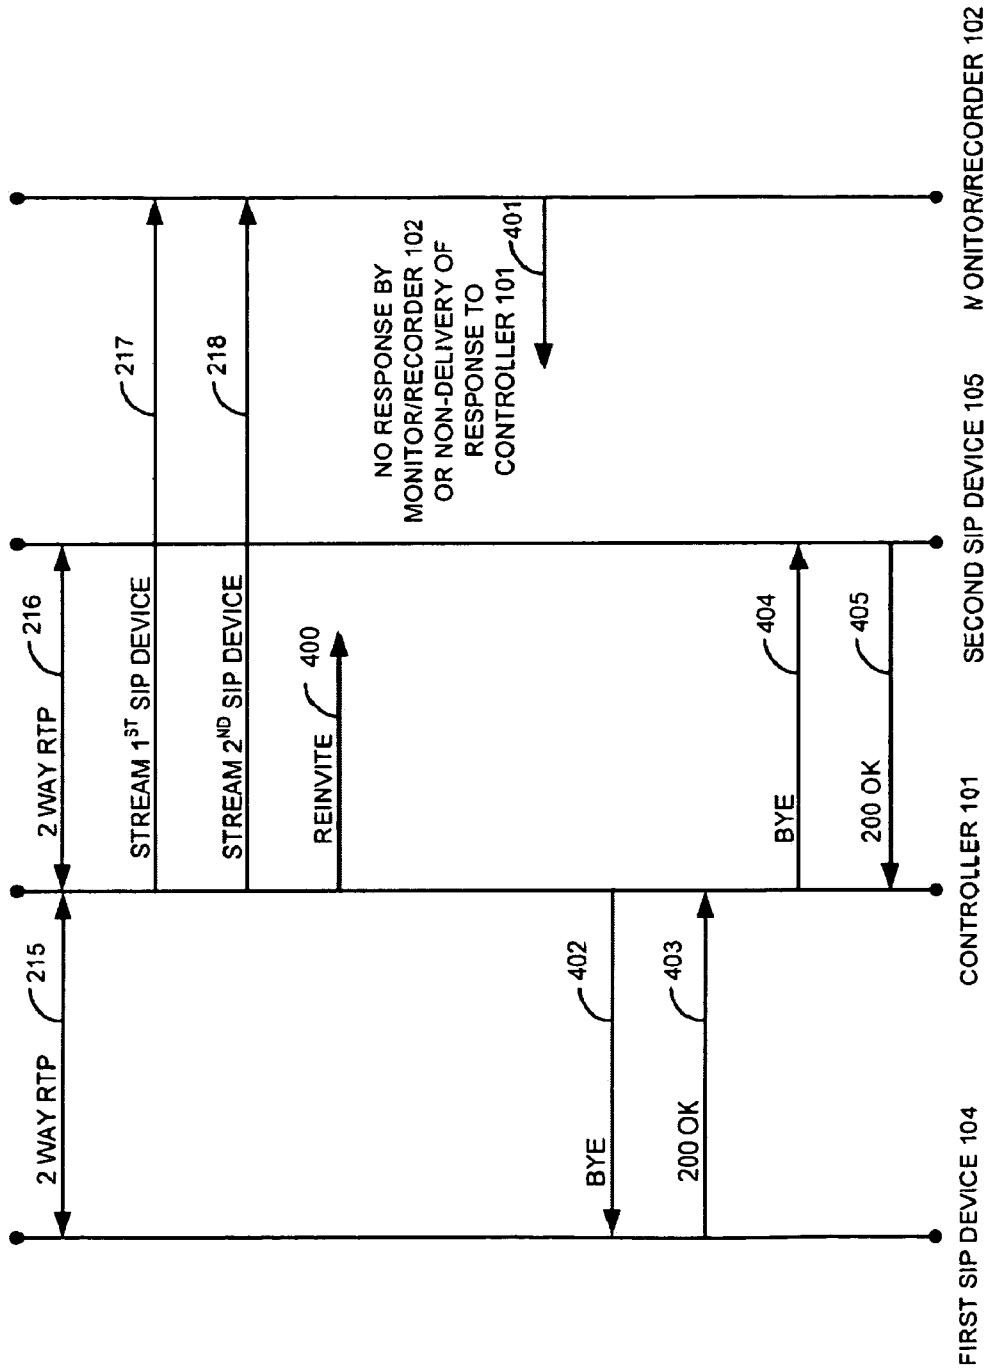 2 WAY RTP
215
2 WAY RTP
216
STREAM 1ST SIP DEVICE
217
STREAM 2ND SIP DEVICE
218
REINVITE
400
NO RESPONSE BY
MONITOR/RECORDER 102
OR NON-DELIVERY OF
RESPONSE TO
CONTROLLER 101
401
BYE
402
200 OK
403
BYE
404
200 OK
405
FIRST SIP DEVICE 104
CONTROLLER 101
SECOND SIP DEVICE 105
MONITOR/RECORDER 102